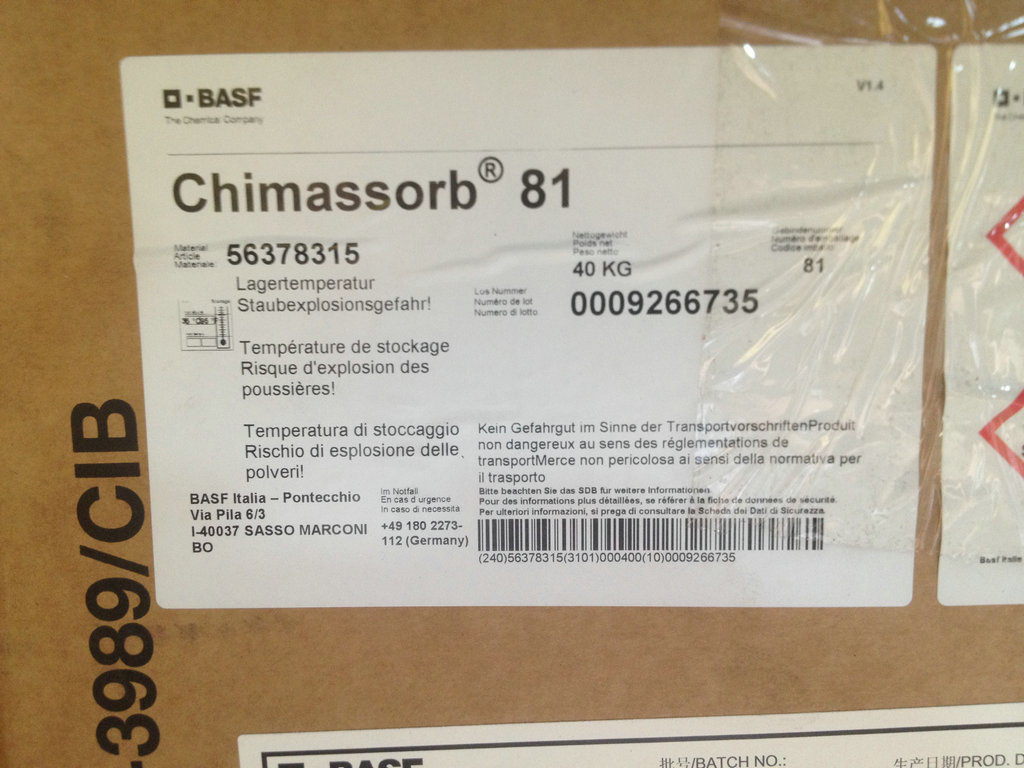 BASF
The Chemical Company
V1.4
Chimassorb® 81
Material
Article
Materiale
56378315
Nettogewicht
Poids net
Peso netto
40 KG
Gebindenummer
Numéro d'emballage
81
Lagertemperatur
Staubexplosionsgefahr!
Los Nummer
Numéro de lot
Numero di lotto
0009266735
Température de stockage
Risque d'explosion des
poussières!
Temperatura di stoccaggio
Rischio di esplosione delle
polveri!
Kein Gefahrgut im Sinne der TransportvorschriftenProduit
non dangereux au sens des réglementations de
transportMerce non pericolosa ai sensi della normativa per
il trasporto
Bitte beachten Sie das SDB für weitere Informationen
Pour des informations plus détaillées, se référer à la fiche de données de sécurité.
Per ulteriori informazioni, si prega di consultare la Scheda dei Dati di Sicurezza
BASF Italia – Pontecchio
Via Pila 6/3
I-40037 SASSO MARCONI
BO
Im Notfall
En cas d urgence
In caso di necessità
+49 180 2273-
112 (Germany)
(240)56378315(3101)000400(10)0009266735
-3989/CIB
Basf Italia
BASF
批号/BATCH NO.:
生产日期/PROD. D